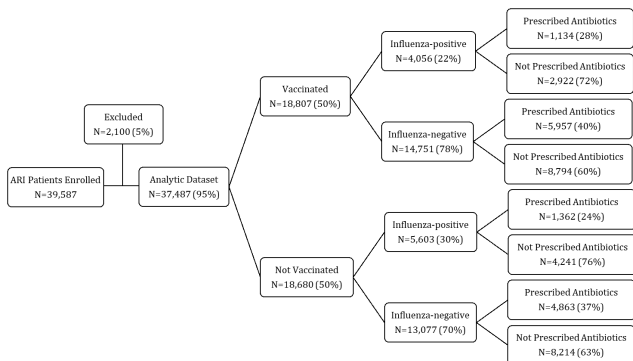 Prescribed Antibiotics
N=1,134 (28%)
Influenza-positive
N=4,056 (22%)
Not Prescribed Antibiotics
N=2,922 (72%)
Vaccinated
N=18,807 (50%)
Prescribed Antibiotics
N=5,957 (40%)
Excluded
N=2,100 (5%)
Influenza-negative
N=14,751 (78%)
Not Prescribed Antibiotics
N=8,794 (60%)
ARI Patients Enrolled
N=39,587
Analytic Dataset
N=37,487 (95%)
Prescribed Antibiotics
N=1,362 (24%)
Influenza-positive
N=5,603 (30%)
Not Prescribed Antibiotics
N=4,241 (76%)
Not Vaccinated
N=18,680 (50%)
Prescribed Antibiotics
N=4,863 (37%)
Influenza-negative
N=13,077 (70%)
Not Prescribed Antibiotics
N=8,214 (63%)